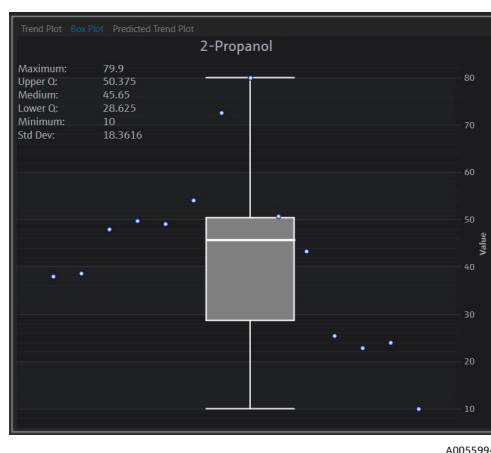 Trend Plot Box Plot Predicted Trend Plot
2-Propanol
Maximum: 79.9
Upper Q: 50.375
Medium: 45.65
Lower Q: 28.625
Minimum: 10
Std Dev: 18.3616
80
70
60
50
40
30
20
10
Value